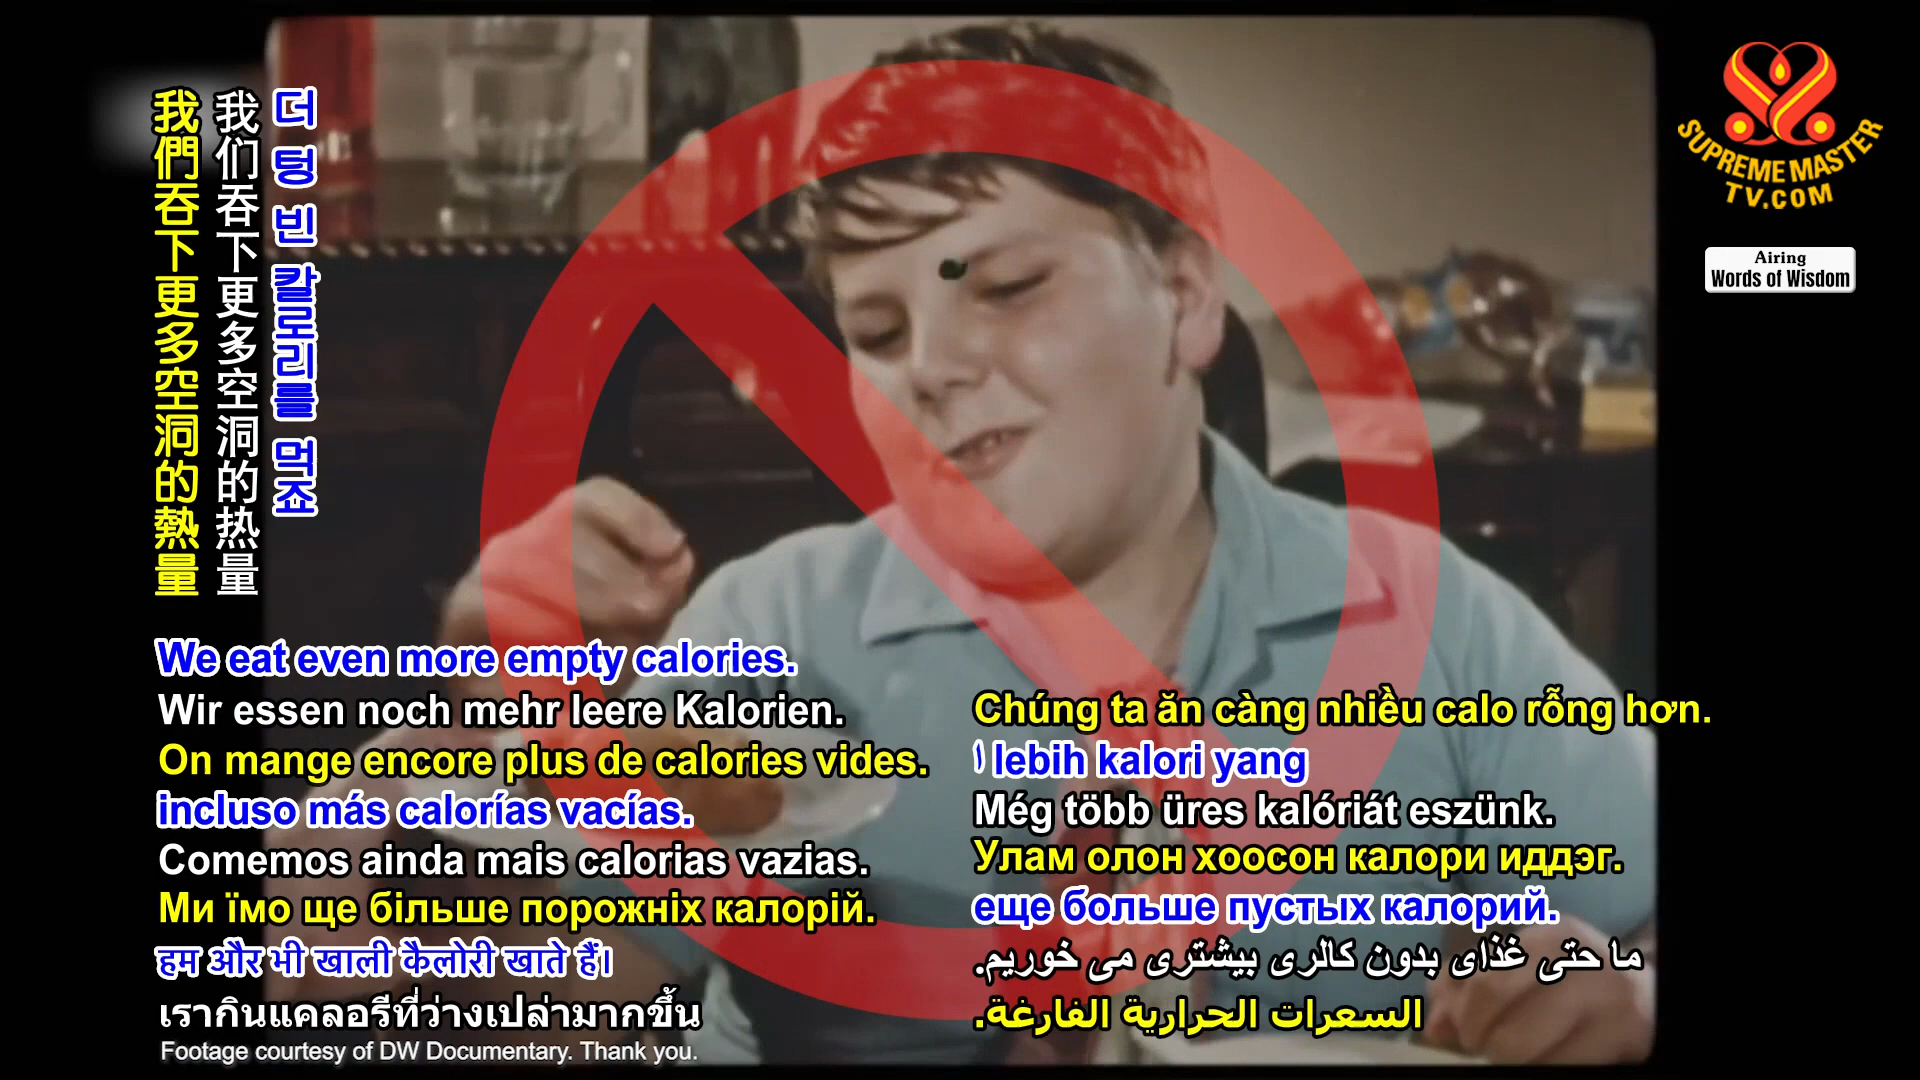 我們吞下更多空洞的熱量
我们吞下更多空洞的热量
더 텅 빈 칼로리를 먹죠
SUPREME MASTER
TV.COM
Airing
Words of Wisdom
We eat even more empty calories.
Wir essen noch mehr leere Kalorien.
On mange encore plus de calories vides.
incluso más calorías vacías.
Comemos ainda mais calorias vazias.
Ми їмо ще більше порожніх калорій.
हम और भी खाली कैलोरी खाते हैं।
เรากินแคลอรีที่ว่างเปล่ามากขึ้น
Footage courtesy of DW Documentary. Thank you.
Chúng ta ăn càng nhiều calo rỗng hơn.
lebih kalori yang
Még több üres kalóriát eszünk.
Улам олон хоосон калори иддэг.
еще больше пустых калорий.
ما حتی غذای بدون کالری بیشتری می خوریم.
السعرات الحرارية الفارغة.